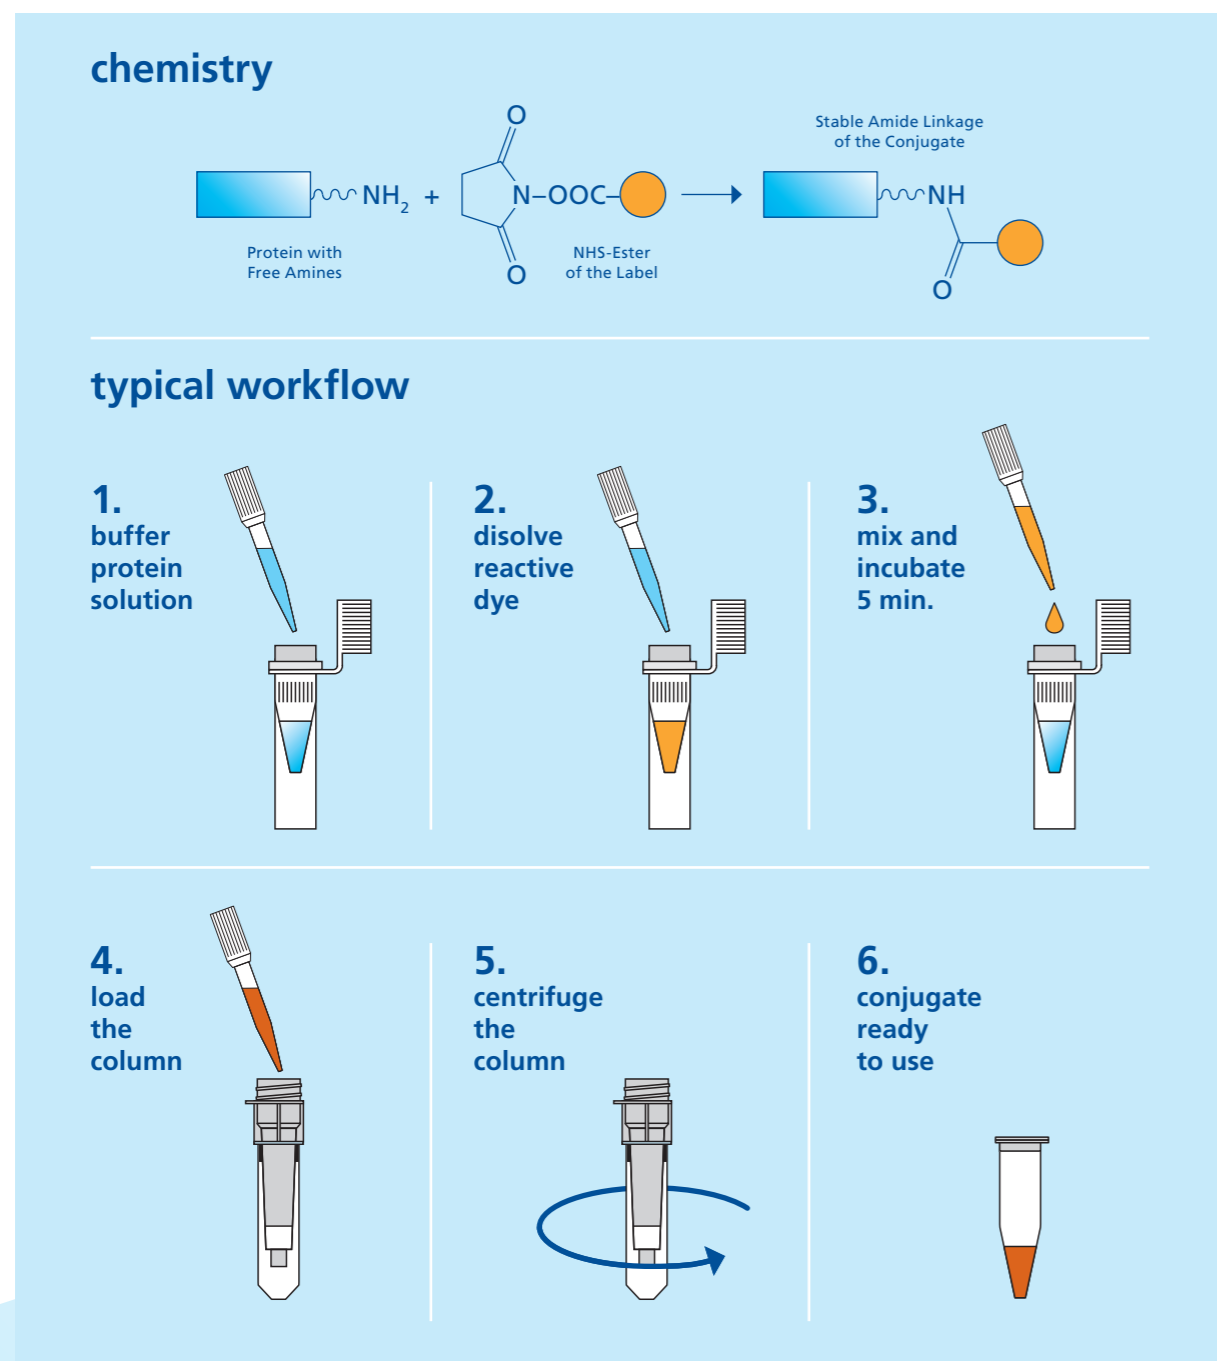 chemistry
O
NH2 + N–OOC–
O
Protein with
Free Amines
NHS-Ester
of the Label
Stable Amide Linkage
of the Conjugate
NH
O
typical workflow
1.
buffer
protein
solution
2.
disolve
reactive
dye
3.
mix and
incubate
5 min.
4.
load
the
column
5.
centrifuge
the
column
6.
conjugate
ready
to use